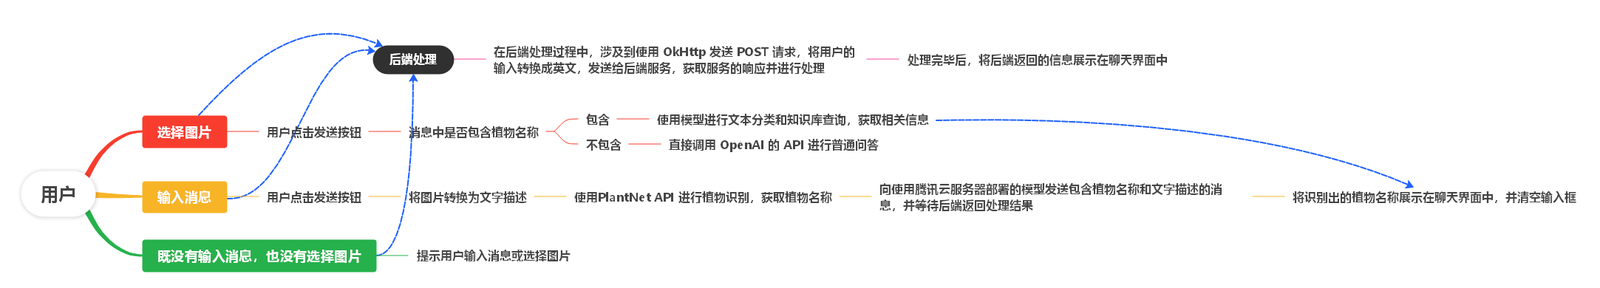 用户
后端处理
在后端处理过程中，涉及到使用 OkHttp 发送 POST 请求，将用户的
输入转换成英文，发送给后端服务，获取服务的响应并进行处理
处理完毕后，将后端返回的信息展示在聊天界面中
选择图片
用户点击发送按钮
消息中是否包含植物名称
包含
使用模型进行文本分类和知识库查询，获取相关信息
不包含
直接调用 OpenAI 的 API 进行普通问答
输入消息
用户点击发送按钮
将图片转换为文字描述
使用PlantNet API 进行植物识别，获取植物名称
向使用腾讯云服务器部署的模型发送包含植物名称和文字描述的消
息，并等待后端返回处理结果
将识别出的植物名称展示在聊天界面中，并清空输入框
既没有输入消息，也没有选择图片
提示用户输入消息或选择图片